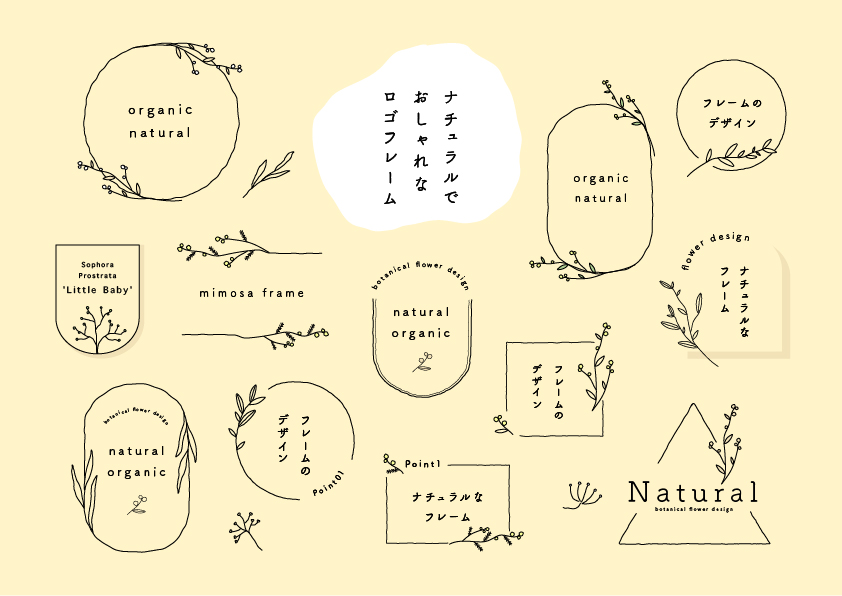 organic
natural
ナチュラルで
おしゃれな
ロゴフレーム
organic
natural
フレームの
デザイン
Sophora
Prostrata
'Little Baby'
mimosa frame
botanical flower design
natural
organic
flower design
ナチュラルな
フレーム
botanical flower design
natural
organic
フレームの
デザイン
Point01
フレームの
デザイン
Point1
ナチュラルな
フレーム
Natural
botanical flower design